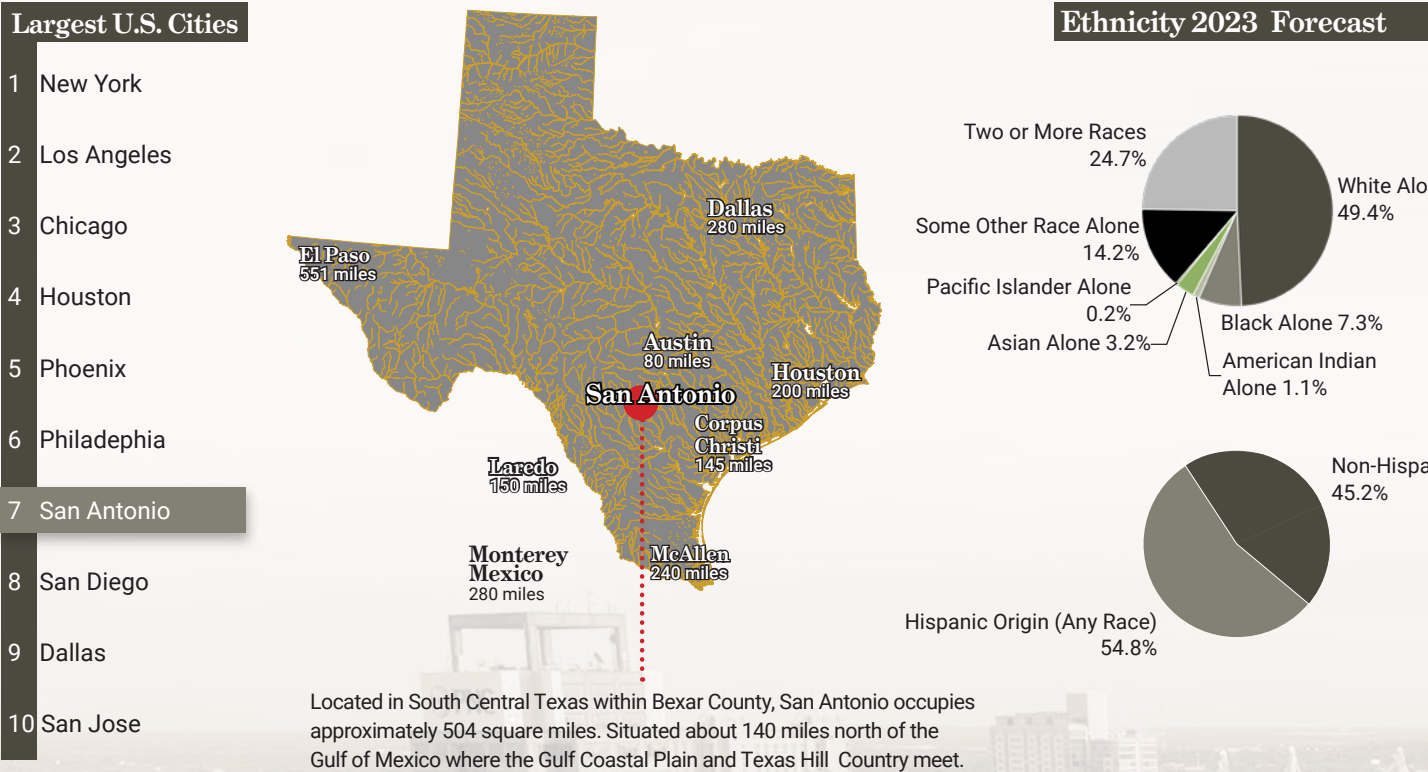 Largest U.S. Cities
1 New York
2 Los Angeles
3 Chicago
4 Houston
5 Phoenix
6 Philadephia
7 San Antonio
8 San Diego
9 Dallas
10 San Jose
Dallas
280 miles
El Paso
551 miles
Austin
80 miles
Houston
200 miles
San Antonio
Corpus
Christi
145 miles
Laredo
150 miles
Monterey
Mexico
280 miles
McAllen
240 miles
Located in South Central Texas within Bexar County, San Antonio occupies
approximately 504 square miles. Situated about 140 miles north of the
Gulf of Mexico where the Gulf Coastal Plain and Texas Hill Country meet.
Ethnicity 2023 Forecast
Two or More Races
24.7%
White Alo
49.4%
Some Other Race Alone
14.2%
Pacific Islander Alone
0.2%
Asian Alone 3.2%
Black Alone 7.3%
American Indian
Alone 1.1%
Non-Hispa
45.2%
Hispanic Origin (Any Race)
54.8%